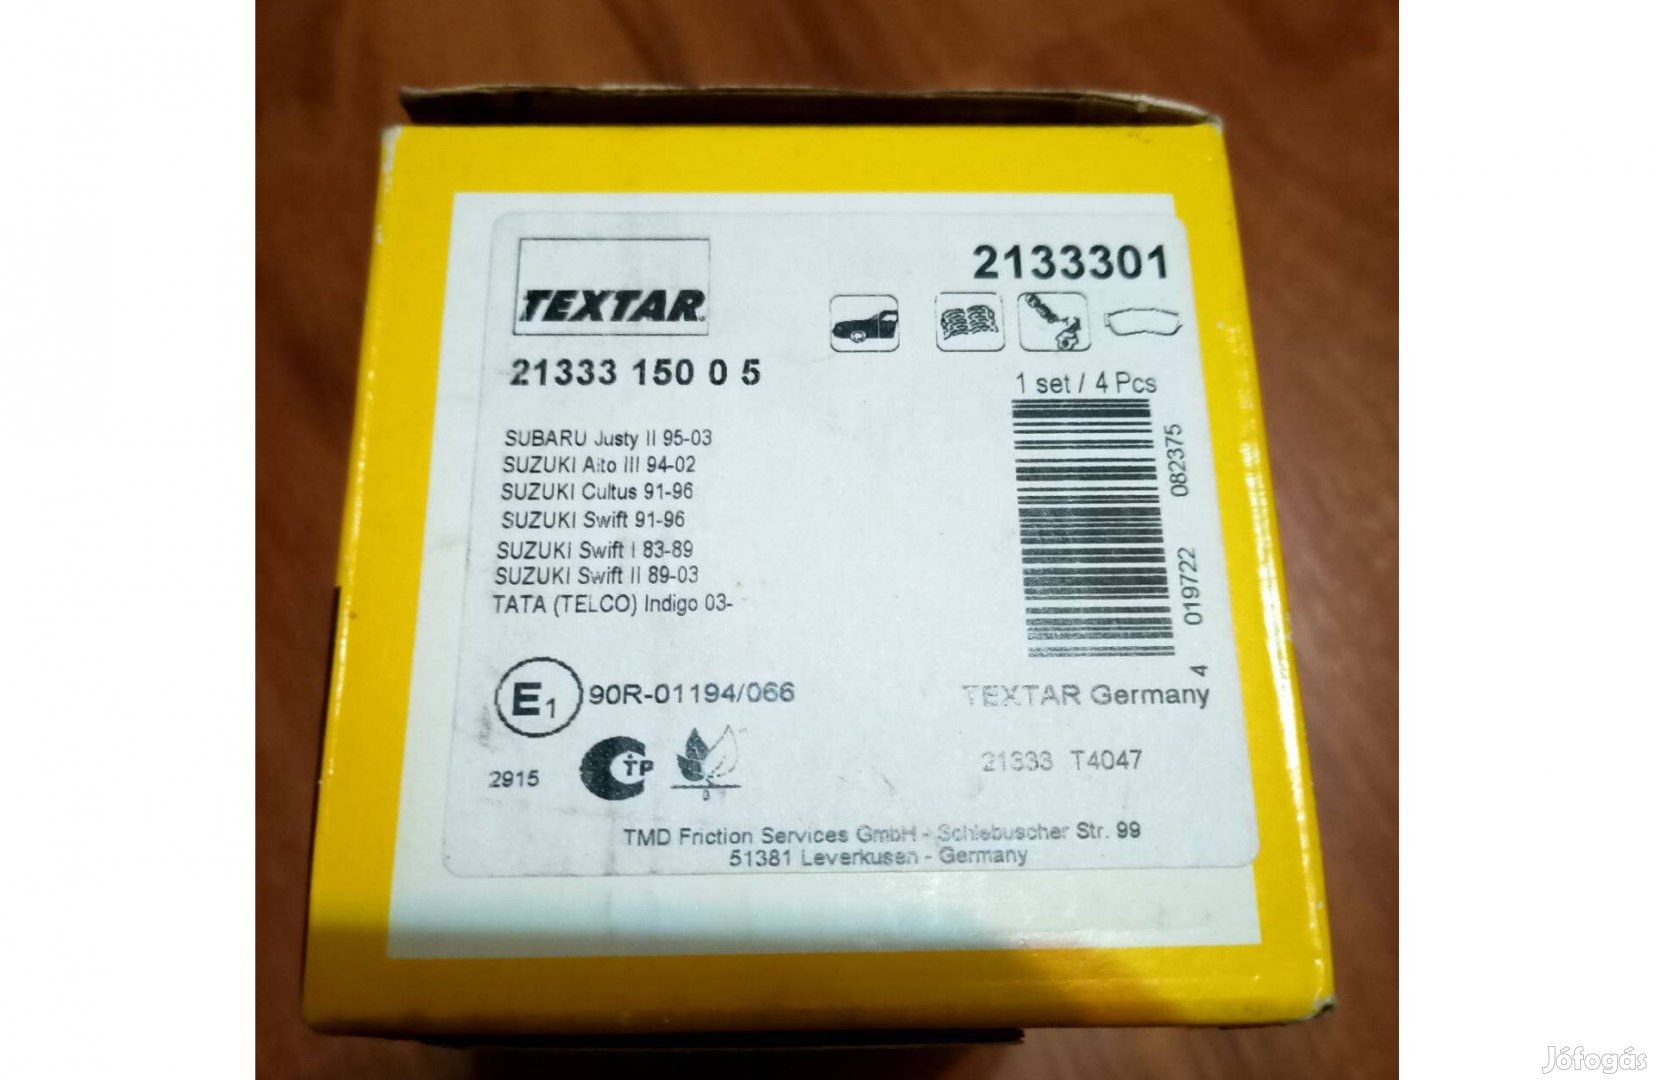 TEXTAR
2133301
21333 150 0 5
1 set / 4 Pcs
SUBARU Justy II 95-03
SUZUKI Alto III 94-02
SUZUKI Cultus 91-96
SUZUKI Swift 91-96
SUZUKI Swift I 83-89
SUZUKI Swift II 89-03
TATA (TELCO) Indigo 03-
4 019722 082375
E1 90R-01194/066
TEXTAR Germany
2915
CTP
3
21333 T4047
TMD Friction Services GmbH - Schlebuscher Str. 99
51381 Leverkusen - Germany
Jófogás